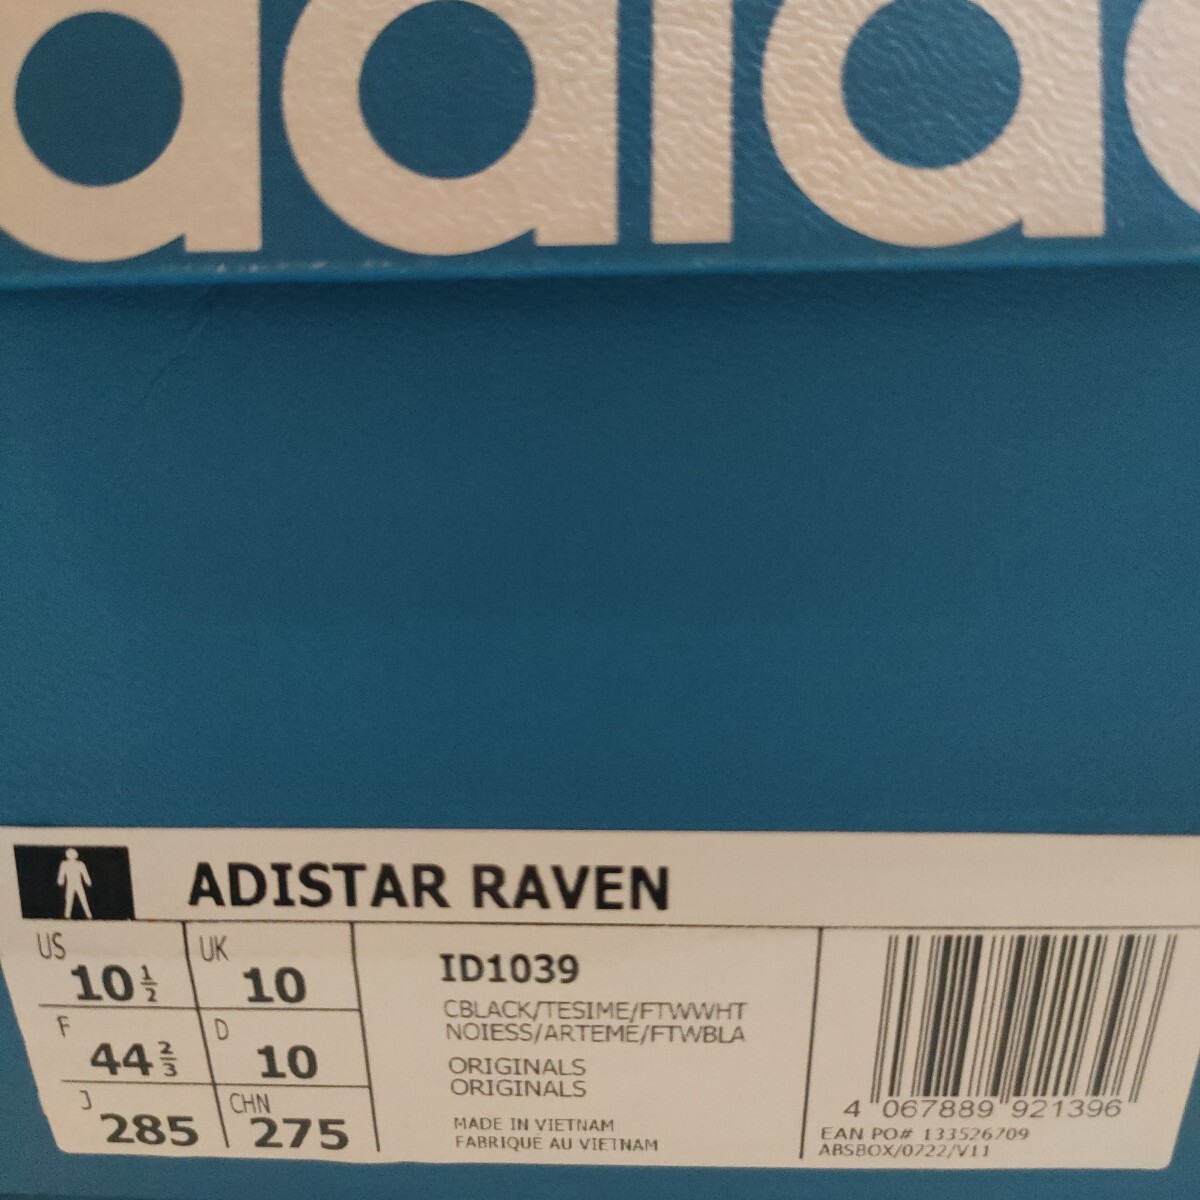 adidas
ADISTAR RAVEN
US 10 ½ UK 10
F 44 ⅔ D 10
J 285 CHN 275
ID1039
CBLACK/TESIME/FTWWHT
NOIESS/ARTEME/FTWBLA
ORIGINALS
ORIGINALS
MADE IN VIETNAM
FABRIQUÉ AU VIETNAM
4 067889 921396
EAN PO# 133526709
ABSBOX/0722/V11